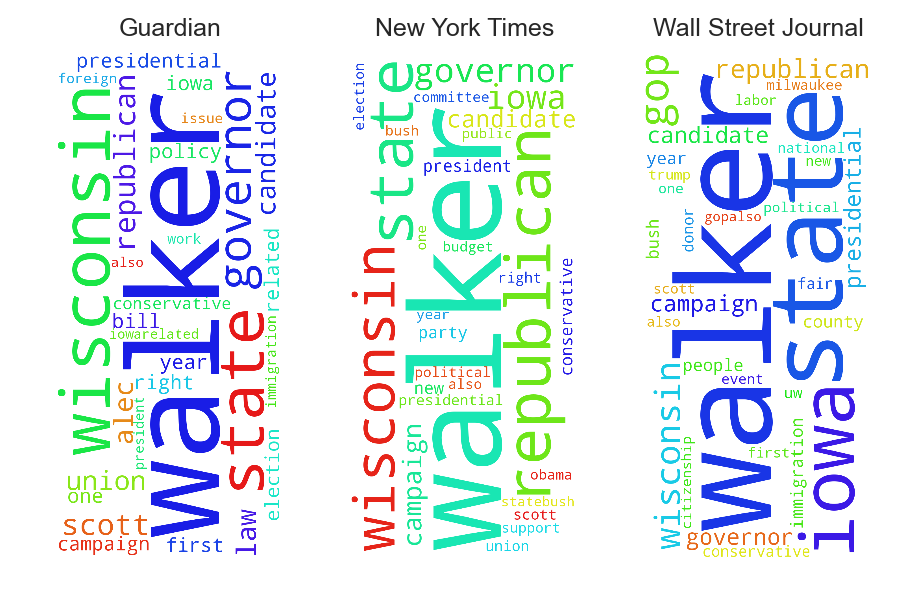 Guardian
presidential
foreign
iowa
wisconsin
republican
issue
policy
walker
governor
candidate
work
also
related
conservative
bill
iowarelated
state
year
immigration
right
alec
president
election
union
one
scott
campaign
first
law
New York Times
governor
election
state
committee
iowa
candidate
bush
public
president
walker
republican
one
budget
wisconsin
right
conservative
year
party
political
new
also
presidential
campaign
obama
statebush
scott
support
union
Wall Street Journal
gop
republican
milwaukee
labor
candidate
walker
state
national
new
year
trump
one
presidential
donor
political
gopalso
bush
scott
fair
campaign
also
county
people
event
wisconsin
uw
iowa
citizenship
first
immigration
governor
conservative